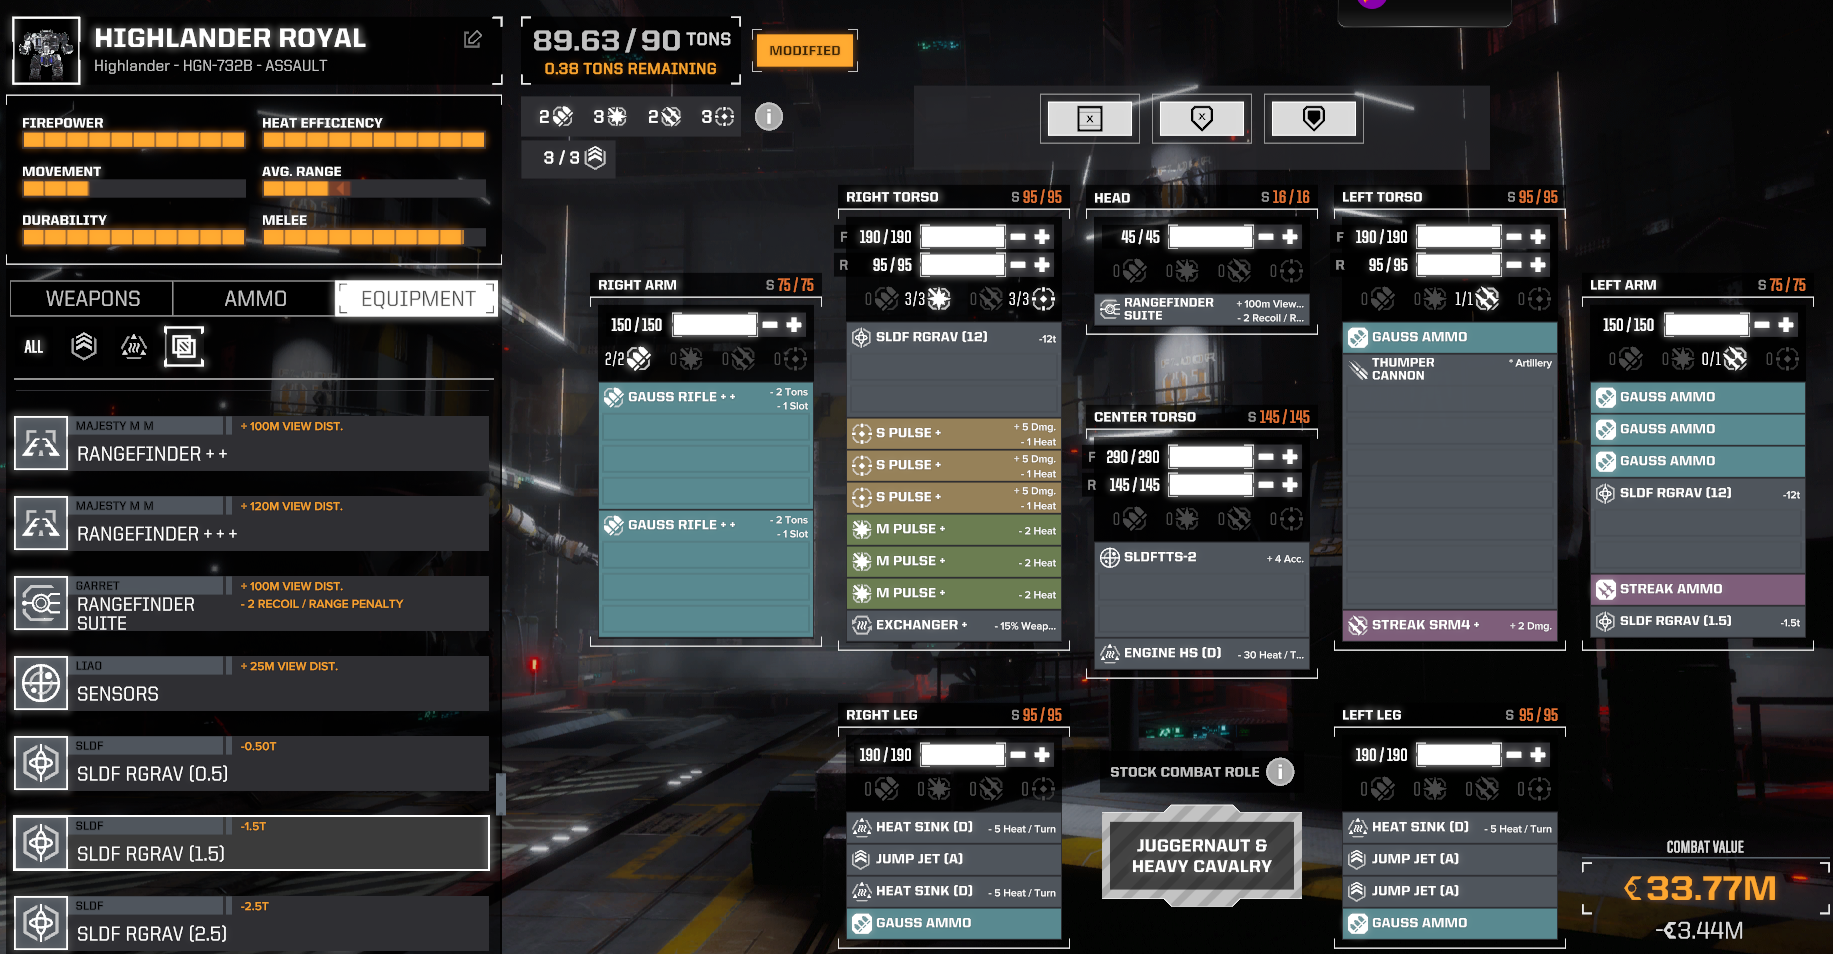 HIGHLANDER ROYAL
Highlander - HGN-732B - ASSAULT
FIREPOWER
HEAT EFFICIENCY
MOVEMENT
AVG. RANGE
DURABILITY
MELEE
89.63/90 TONS
0.38 TONS REMAINING
MODIFIED
2 3 2 3
3 / 3
WEAPONS
AMMO
EQUIPMENT
ALL
MAJESTY M M
+ 100M VIEW DIST.
RANGEFINDER + +
MAJESTY M M
+ 120M VIEW DIST.
RANGEFINDER + + +
GARRET
+ 100M VIEW DIST.
RANGEFINDER SUITE
- 2 RECOIL / RANGE PENALTY
LIAO
+ 25M VIEW DIST.
SENSORS
SLDF
-0.50T
SLDF RGRAV (0.5)
SLDF
-1.5T
SLDF RGRAV (1.5)
SLDF
-2.5T
SLDF RGRAV (2.5)
RIGHT ARM
S 75/75
150/150
2/2 0 0 0
GAUSS RIFLE + +
- 2 Tons
- 1 Slot
GAUSS RIFLE + +
- 2 Tons
- 1 Slot
RIGHT TORSO
S 95/95
F 190/190
R 95/95
0 3/3 0 3/3
SLDF RGRAV (12)
-12t
S PULSE +
+ 5 Dmg.
- 1 Heat
S PULSE +
+ 5 Dmg.
- 1 Heat
S PULSE +
+ 5 Dmg.
- 1 Heat
M PULSE +
- 2 Heat
M PULSE +
- 2 Heat
M PULSE +
- 2 Heat
EXCHANGER +
- 15% Weap...
HEAD
S 16/16
45/45
0 0 0 0
RANGEFINDER SUITE
+ 100m View...
- 2 Recoil / R...
CENTER TORSO
S 145/145
F 290/290
R 145/145
0 0 0 0
SLDFTTS-2
+ 4 Acc.
ENGINE HS (D)
- 30 Heat / T...
LEFT TORSO
S 95/95
F 190/190
R 95/95
0 0 1/1 0
GAUSS AMMO
THUMPER CANNON
* Artillery
STREAK SRM4 +
+ 2 Dmg.
LEFT ARM
S 75/75
150/150
0 0 0/1 0
GAUSS AMMO
GAUSS AMMO
GAUSS AMMO
SLDF RGRAV (12)
-12t
STREAK AMMO
SLDF RGRAV (1.5)
-1.5t
RIGHT LEG
S 95/95
190/190
0 0 0 0
HEAT SINK (D)
- 5 Heat / Turn
JUMP JET (A)
HEAT SINK (D)
- 5 Heat / Turn
GAUSS AMMO
STOCK COMBAT ROLE
JUGGERNAUT &
HEAVY CAVALRY
LEFT LEG
S 95/95
190/190
0 0 0 0
HEAT SINK (D)
- 5 Heat / Turn
JUMP JET (A)
JUMP JET (A)
GAUSS AMMO
COMBAT VALUE
33.77M
-3.44M